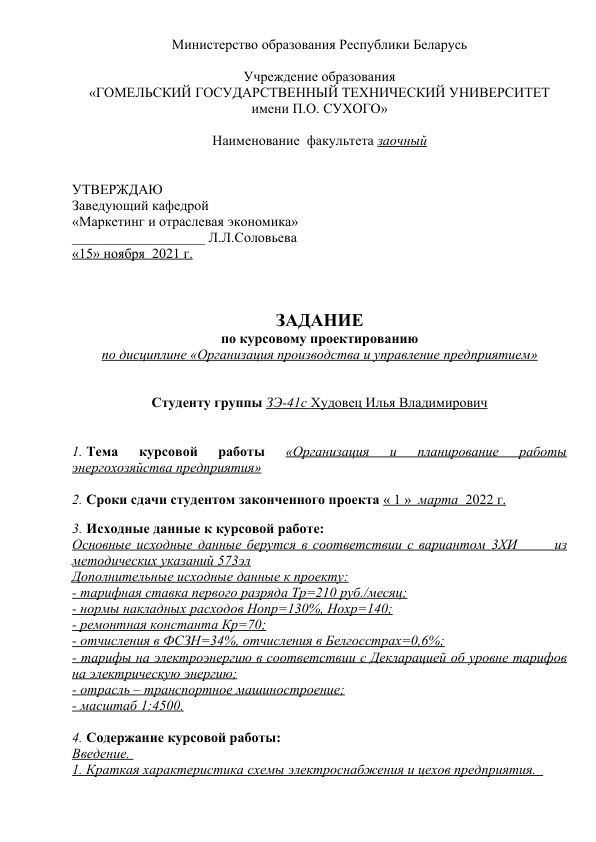 Министерство образования Республики Беларусь
Учреждение образования
«ГОМЕЛЬСКИЙ ГОСУДАРСТВЕННЫЙ ТЕХНИЧЕСКИЙ УНИВЕРСИТЕТ
имени П.О. СУХОГО»
Наименование факультета заочный
УТВЕРЖДАЮ
Заведующий кафедрой
«Маркетинг и отраслевая экономика»
___________________ Л.Л.Соловьева
«15» ноября 2021 г.
ЗАДАНИЕ
по курсовому проектированию
по дисциплине «Организация производства и управление предприятием»
Студенту группы ЗЭ-41с Худовец Илья Владимирович
1. Тема курсовой работы «Организация и планирование работы
энергохозяйства предприятия»
2. Сроки сдачи студентом законченного проекта « 1 » марта 2022 г.
3. Исходные данные к курсовой работе:
Основные исходные данные берутся в соответствии с вариантом ЗХИ из
методических указаний 573эл
Дополнительные исходные данные к проекту:
- тарифная ставка первого разряда Тр=210 руб./месяц;
- нормы накладных расходов Нопр=130%, Нохр=140;
- ремонтная константа Кр=70;
- отчисления в ФСЗН=34%, отчисления в Белгосстрах=0,6%;
- тарифы на электроэнергию в соответствии с Декларацией об уровне тарифов
на электрическую энергию;
- отрасль – транспортное машиностроение;
- масштаб 1:4500.
4. Содержание курсовой работы:
Введение.
1. Краткая характеристика схемы электроснабжения и цехов предприятия.